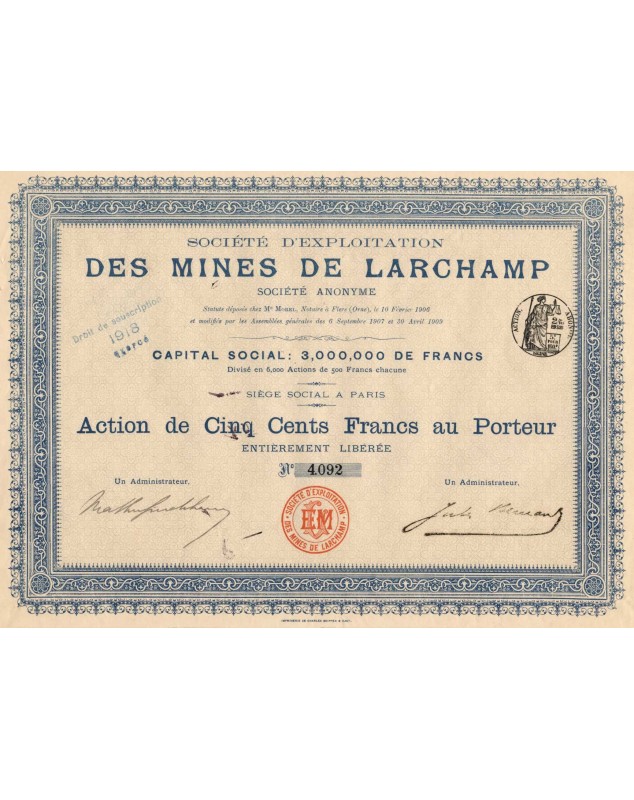 SOCIÉTÉ D'EXPLOITATION
DES MINES DE LARCHAMP
SOCIÉTÉ ANONYME
Statuts déposés chez Me MOREL, Notaire à Flers (Orne), le 10 Février 1906
et modifiés par les Assemblées générales des 6 Septembre 1907 et 30 Avril 1909
Droit de souscription
1918
exercé
ACTION ABONNEMT
CAPITAL SOCIAL: 3,000,000 DE FRANCS
Divisé en 6,000 Actions de 500 Francs chacune
SIÈGE SOCIAL A PARIS
Action de Cinq Cents Francs au Porteur
ENTIÈREMENT LIBÉRÉE
No 4.092
Un Administrateur,
Un Administrateur,
SOCIÉTÉ D'EXPLOITATION
DES MINES DE LARCHAMP